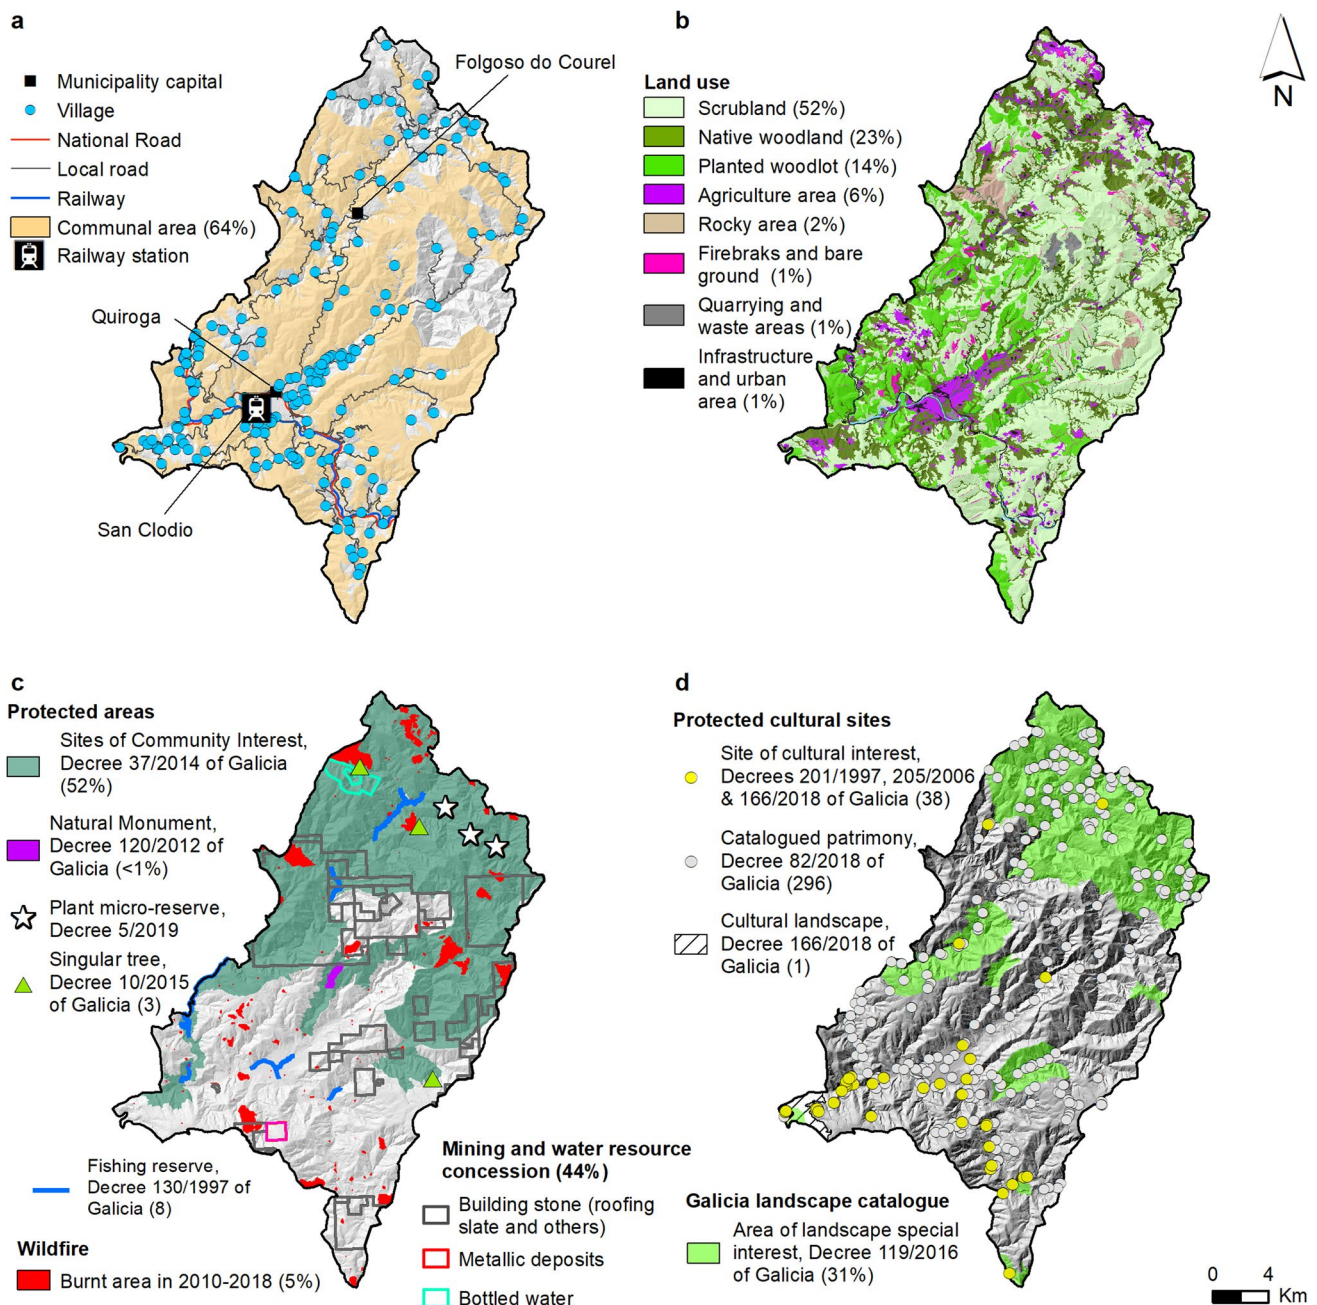 a
Municipality capital
Village
National Road
Local road
Railway
Communal area (64%)
Railway station
Folgoso do Courel
Quiroga
San Clodio
b
Land use
Scrubland (52%)
Native woodland (23%)
Planted woodlot (14%)
Agriculture area (6%)
Rocky area (2%)
Firebraks and bare
ground (1%)
Quarrying and
waste areas (1%)
Infrastructure
and urban
area (1%)
N
c
Protected areas
Sites of Community Interest,
Decree 37/2014 of Galicia
(52%)
Natural Monument,
Decree 120/2012 of
Galicia (<1%)
Plant micro-reserve,
Decree 5/2019
Singular tree,
Decree 10/2015
of Galicia (3)
Fishing reserve,
Decree 130/1997 of
Galicia (8)
Wildfire
Burnt area in 2010-2018 (5%)
Mining and water resource
concession (44%)
Building stone (roofing
slate and others)
Metallic deposits
Bottled water
d
Protected cultural sites
Site of cultural interest,
Decrees 201/1997, 205/2006
& 166/2018 of Galicia (38)
Catalogued patrimony,
Decree 82/2018 of
Galicia (296)
Cultural landscape,
Decree 166/2018 of
Galicia (1)
Galicia landscape catalogue
Area of landscape special
interest, Decree 119/2016
of Galicia (31%)
0 4
Km